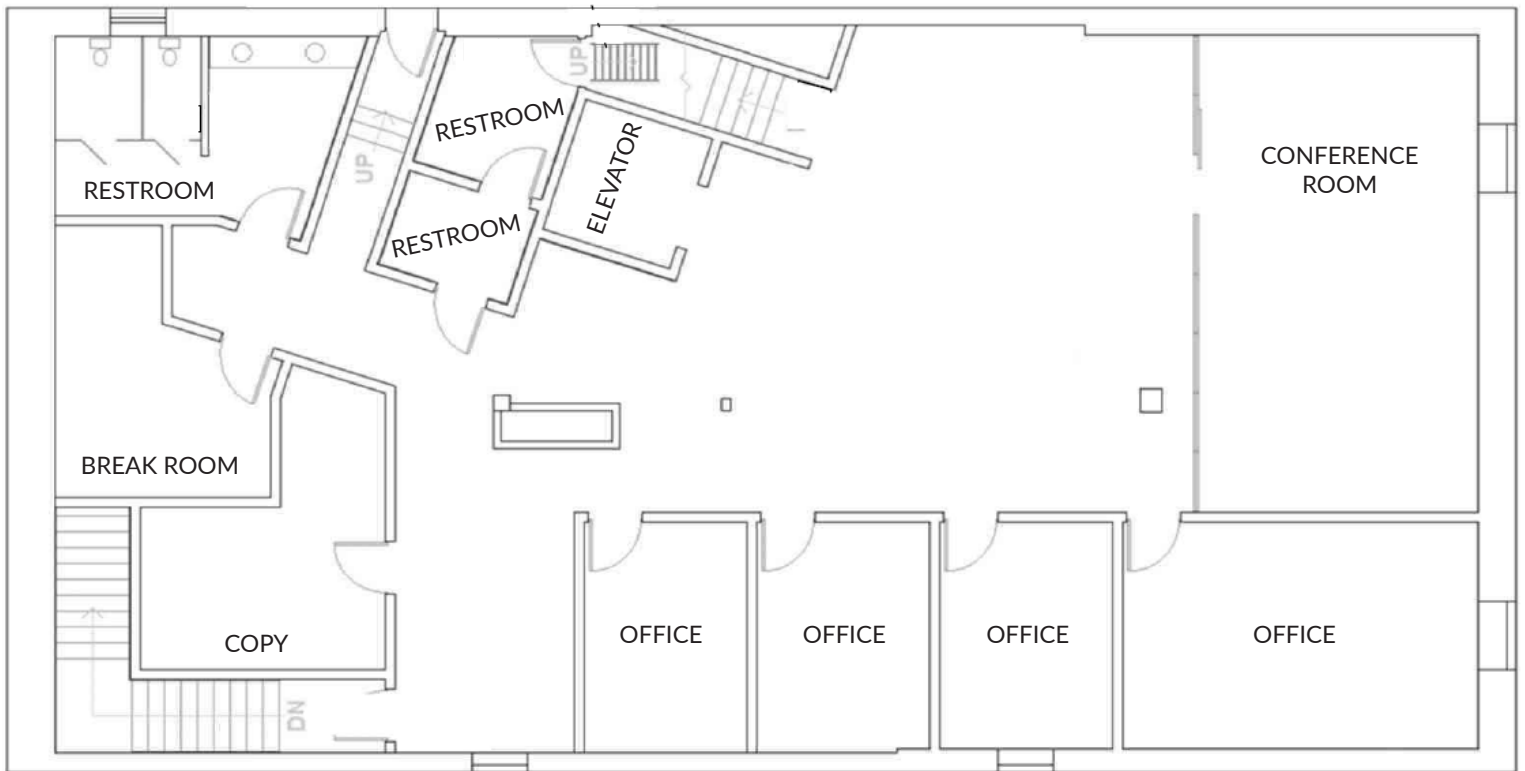 UP
RESTROOM
ELEVATOR
CONFERENCE
ROOM
UP
RESTROOM
RESTROOM
BREAK ROOM
COPY
OFFICE
OFFICE
OFFICE
OFFICE
DN